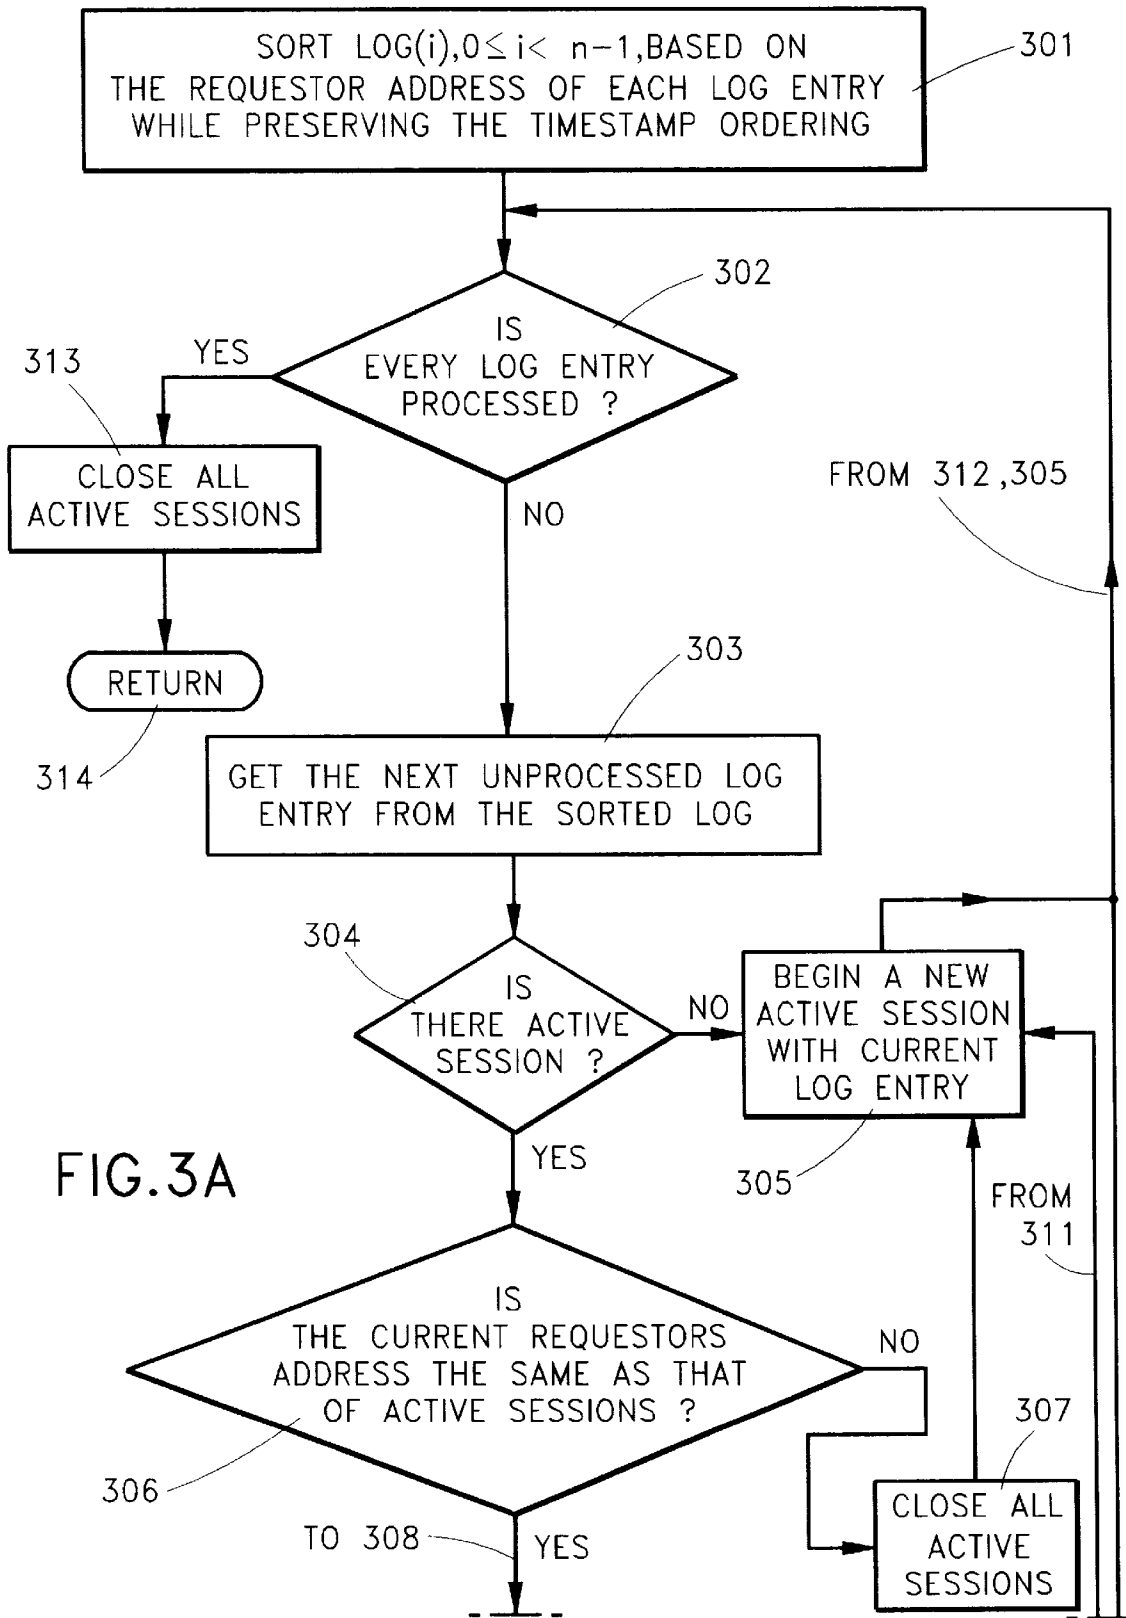 SORT LOG(i),0≤i< n-1,BASED ON
THE REQUESTOR ADDRESS OF EACH LOG ENTRY
WHILE PRESERVING THE TIMESTAMP ORDERING
301
302
IS
EVERY LOG ENTRY
PROCESSED ?
YES
313
CLOSE ALL
ACTIVE SESSIONS
NO
FROM 312,305
RETURN
314
303
GET THE NEXT UNPROCESSED LOG
ENTRY FROM THE SORTED LOG
304
IS
THERE ACTIVE
SESSION ?
NO
BEGIN A NEW
ACTIVE SESSION
WITH CURRENT
LOG ENTRY
305
YES
FROM
311
FIG.3A
IS
THE CURRENT REQUESTORS
ADDRESS THE SAME AS THAT
OF ACTIVE SESSIONS ?
NO
306
307
CLOSE ALL
ACTIVE
SESSIONS
TO 308
YES